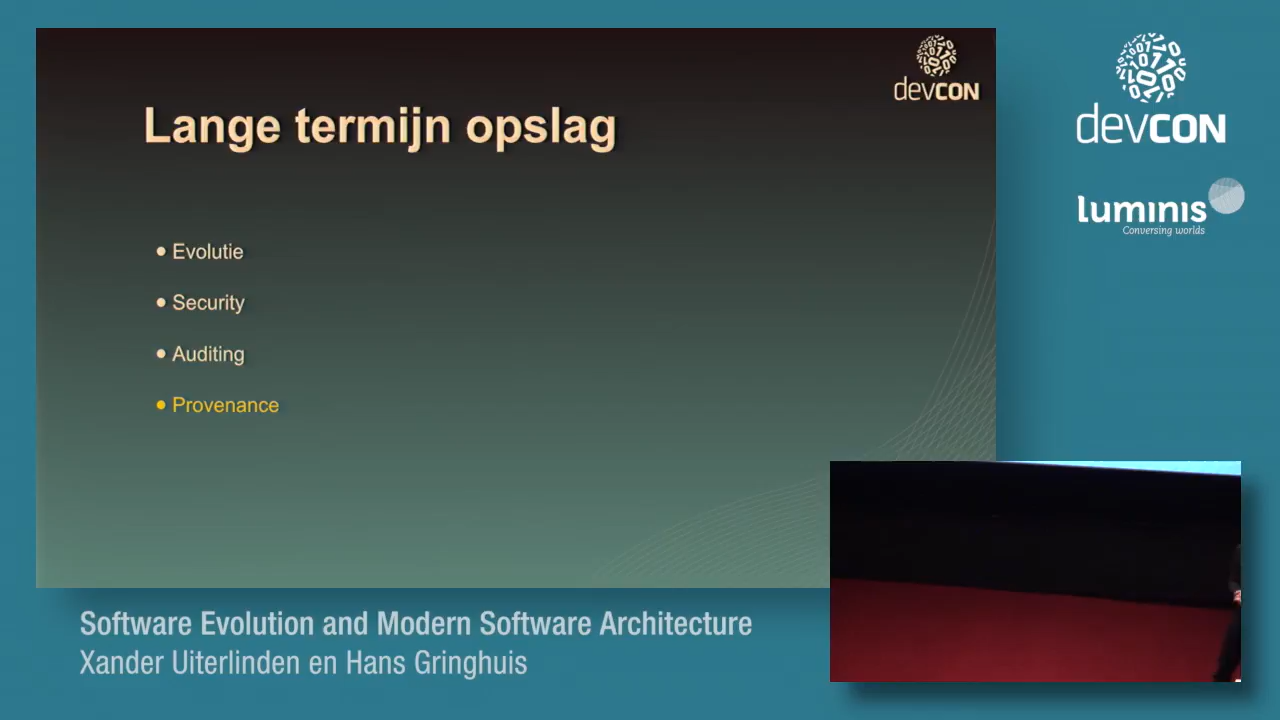 devcon
Lange termijn opslag
Evolutie
Security
Auditing
Provenance
devcon
luminis
Conversing worlds
Software Evolution and Modern Software Architecture
Xander Uiterlinden en Hans Gringhuis